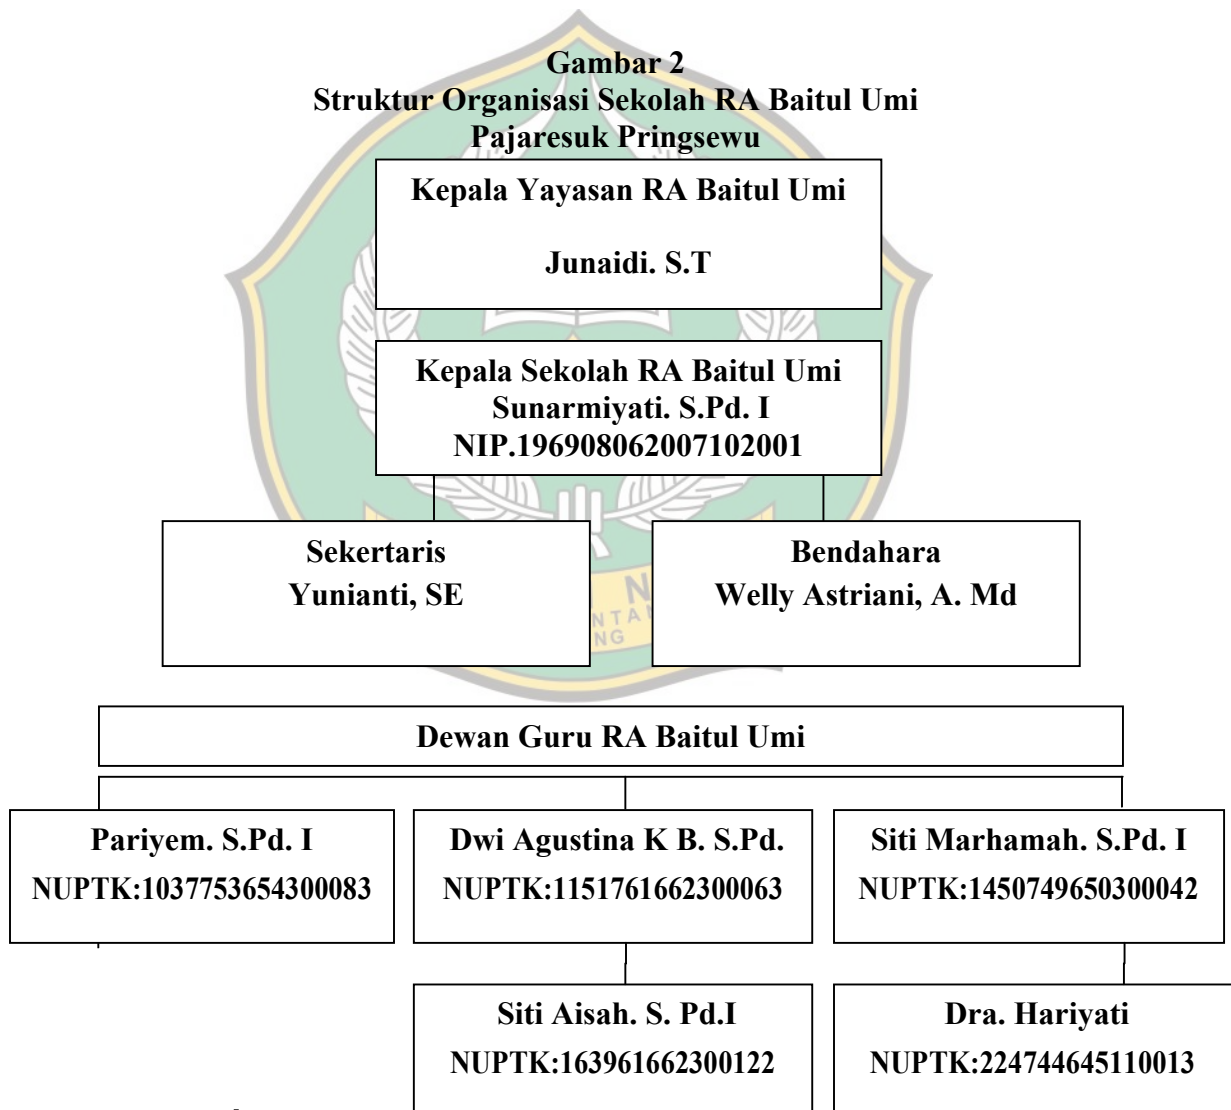 Gambar 2
Struktur Organisasi Sekolah RA Baitul Umi
Pajaresuk Pringsewu
Kepala Yayasan RA Baitul Umi
Junaidi. S.T
Kepala Sekolah RA Baitul Umi
Sunarmiyati. S.Pd. I
NIP.196908062007102001
Sekertaris
Yunianti, SE
Bendahara
Welly Astriani, A. Md
Dewan Guru RA Baitul Umi
Pariyem. S.Pd. I
NUPTK:1037753654300083
Dwi Agustina K B. S.Pd.
NUPTK:1151761662300063
Siti Marhamah. S.Pd. I
NUPTK:1450749650300042
Siti Aisah. S. Pd.I
NUPTK:163961662300122
Dra. Hariyati
NUPTK:224744645110013